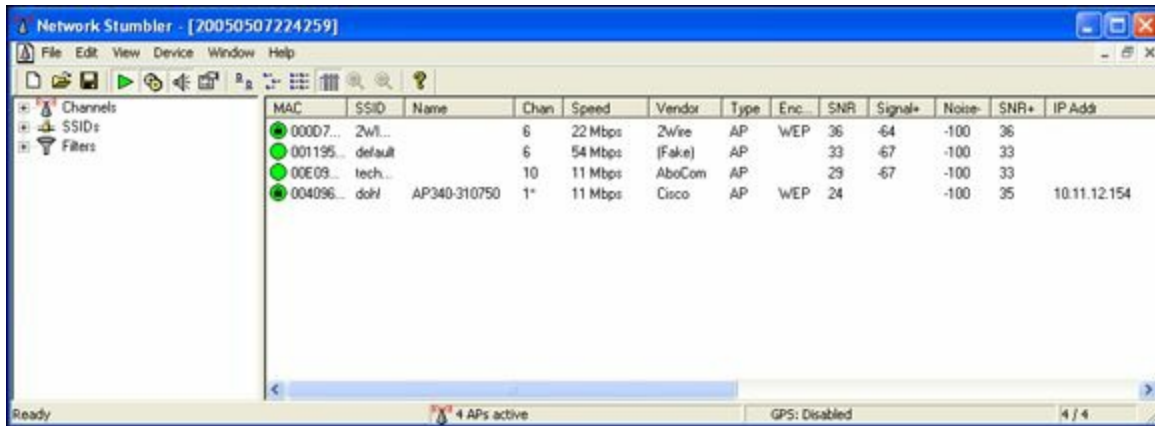 Network Stumbler - [20050507224259]
File Edit View Device Window Help
Channels
SSIDs
Filters
MAC SSID Name Chan Speed Vendor Type Enc... SNR Signal+ Noise- SNR+ IP Addr
000D7... 2WI... 6 22 Mbps 2Wire AP WEP 36 -64 -100 36
001195... default 6 54 Mbps (Fake) AP 33 -67 -100 33
00E09... tech... 10 11 Mbps AboCom AP 29 -67 -100 33
004096... doh! AP340-310750 1* 11 Mbps Cisco AP WEP 24 -100 35 10.11.12.154
Ready 4 APs active GPS: Disabled 4 / 4